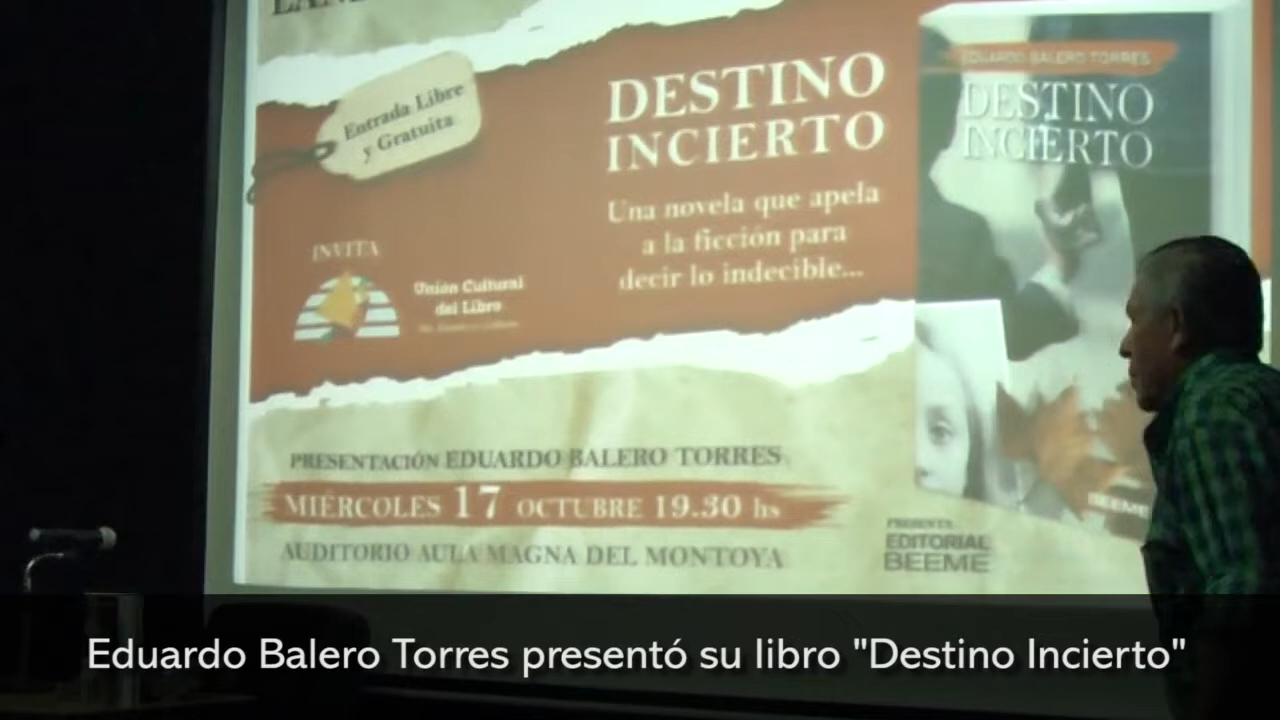 Entrada Libre
y Gratuita
DESTINO
INCIERTO
Una novela que apela
a la ficción para
decir lo indecible...
INVITA
Unión Cultural
del Libro
EDUARDO BALERO TORRES
DESTINO
INCIERTO
BEEME
PRESENTACIÓN EDUARDO BALERO TORRES
MIÉRCOLES 17 OCTUBRE 19.30 hs
AUDITORIO AULA MAGNA DEL MONTOYA
PRESENTA
EDITORIAL
BEEME
Eduardo Balero Torres presentó su libro "Destino Incierto"